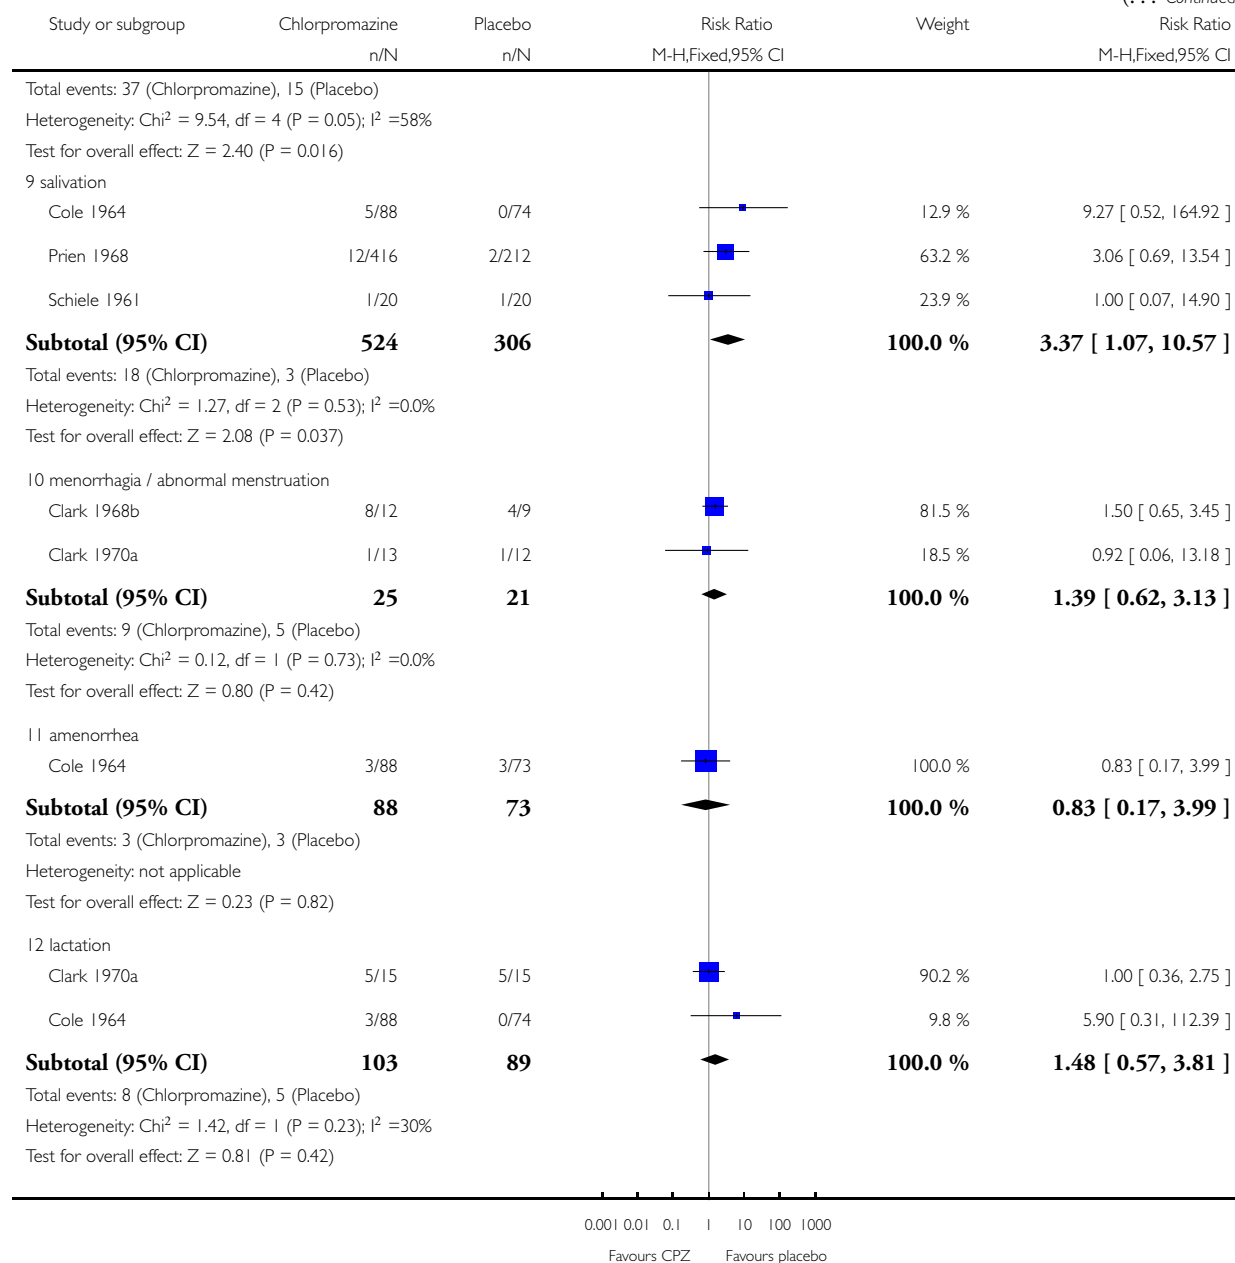 (. . . Continued
Study or subgroup Chlorpromazine Placebo Risk Ratio Weight Risk Ratio
n/N n/N M-H,Fixed,95% CI M-H,Fixed,95% CI
Total events: 37 (Chlorpromazine), 15 (Placebo)
Heterogeneity: Chi² = 9.54, df = 4 (P = 0.05); I² =58%
Test for overall effect: Z = 2.40 (P = 0.016)
9 salivation
Cole 1964 5/88 0/74 12.9 % 9.27 [ 0.52, 164.92 ]
Prien 1968 12/416 2/212 63.2 % 3.06 [ 0.69, 13.54 ]
Schiele 1961 1/20 1/20 23.9 % 1.00 [ 0.07, 14.90 ]
Subtotal (95% CI) 524 306 100.0 % 3.37 [ 1.07, 10.57 ]
Total events: 18 (Chlorpromazine), 3 (Placebo)
Heterogeneity: Chi² = 1.27, df = 2 (P = 0.53); I² =0.0%
Test for overall effect: Z = 2.08 (P = 0.037)
10 menorrhagia / abnormal menstruation
Clark 1968b 8/12 4/9 81.5 % 1.50 [ 0.65, 3.45 ]
Clark 1970a 1/13 1/12 18.5 % 0.92 [ 0.06, 13.18 ]
Subtotal (95% CI) 25 21 100.0 % 1.39 [ 0.62, 3.13 ]
Total events: 9 (Chlorpromazine), 5 (Placebo)
Heterogeneity: Chi² = 0.12, df = 1 (P = 0.73); I² =0.0%
Test for overall effect: Z = 0.80 (P = 0.42)
11 amenorrhea
Cole 1964 3/88 3/73 100.0 % 0.83 [ 0.17, 3.99 ]
Subtotal (95% CI) 88 73 100.0 % 0.83 [ 0.17, 3.99 ]
Total events: 3 (Chlorpromazine), 3 (Placebo)
Heterogeneity: not applicable
Test for overall effect: Z = 0.23 (P = 0.82)
12 lactation
Clark 1970a 5/15 5/15 90.2 % 1.00 [ 0.36, 2.75 ]
Cole 1964 3/88 0/74 9.8 % 5.90 [ 0.31, 112.39 ]
Subtotal (95% CI) 103 89 100.0 % 1.48 [ 0.57, 3.81 ]
Total events: 8 (Chlorpromazine), 5 (Placebo)
Heterogeneity: Chi² = 1.42, df = 1 (P = 0.23); I² =30%
Test for overall effect: Z = 0.81 (P = 0.42)
0.001 0.01 0.1 1 10 100 1000
Favours CPZ Favours placebo